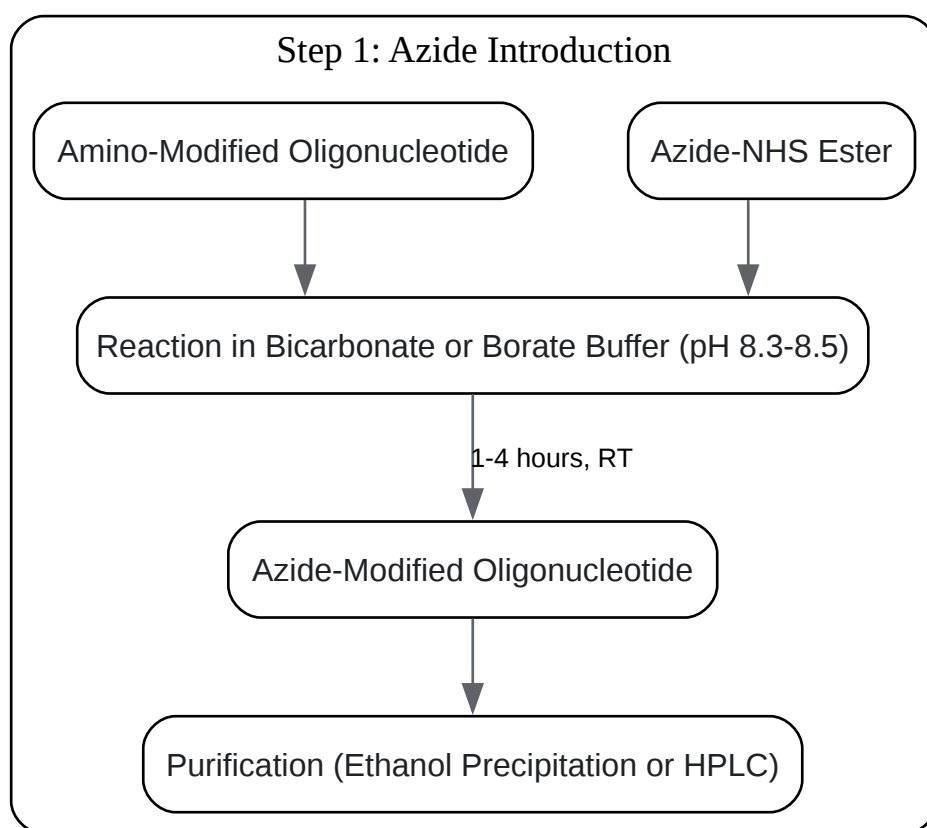 Step 1: Azide Introduction
Amino-Modified Oligonucleotide
Azide-NHS Ester
Reaction in Bicarbonate or Borate Buffer (pH 8.3-8.5)
1-4 hours, RT
Azide-Modified Oligonucleotide
Purification (Ethanol Precipitation or HPLC)